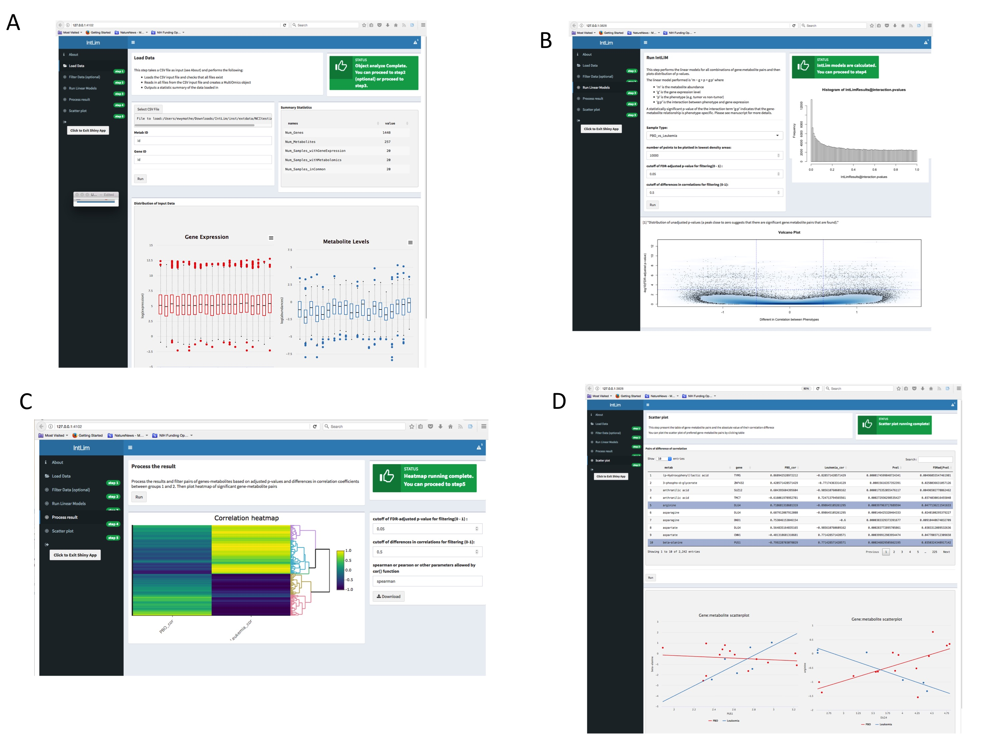 A
127.0.0.1:4102
Search
Most Visited
Getting Started
NatureNews - M...
NIH Funding Op...
IntLim
1
About
Load Data
step 1
Filter Data (optional)
step 2
Run Linear Models
step 3
Process result
step 4
Scatter plot
step 5
Click to Exit Shiny App
U... — Edited
Load Data
This step takes a CSV file as input (see About) and performs the following:
Loads the CSV input file and checks that all files exist
Reads in all files from the CSV input file and creates a MultiOmics object
Outputs a statistic summary of the data loaded in
STATUS
Object analyze Complete.
You can proceed to step2
(optional) or proceed to
step3.
Select CSV File
File to load:/Users/ewymathe/Downloads/IntLim/inst/extdata/NCItestin
Metab ID
id
Gene ID
id
Run
Summary Statistics
names value
Num_Genes 1448
Num_Metabolites 257
Num_Samples_withGeneExpression 20
Num_Samples_withMetabolomics 20
Num_Samples_inCommon 20
Distribution of Input Data
Gene Expression
log(expression)
15
12.5
10
7.5
5
2.5
0
−2.5
−5
Metabolite Levels
log(abundances)
7.5
5
2.5
0
−2.5
−5
−7.5
B
127.0.0.1:3828
Search
Most Visited
Getting Started
NatureNews - M...
NIH Funding Op...
IntLim
1
About
Load Data
step 1
Filter Data (optional)
Run Linear Models
step 3
Process result
step 4
Scatter plot
step 5
Click to Exit Shiny App
Run IntLIM
This step performs the linear models for all combinations of gene:metabolite pairs and then
plots distribution of p-values.
The linear model performed is 'm ~ g + p + g:p' where
'm' is the metabolite abundance
'g' is the gene expression level
'p' is the phenotype (e.g. tumor vs non-tumor)
'g:p' is the interaction between phenotype and gene expression
A statistically significant p-value of the the interaction term 'g:p' indicates that the gene-
metabolite relationship is phenotype-specific. Please see manuscript for more details.
Sample Type:
PBO_vs_Leukemia
number of points to be plotted in lowest density areas:
10000
cutoff of FDR-adjusted p-value for filtering(0 - 1) :
0.05
cutoff of differences in correlations for filtering (0-1):
0.5
Run
STATUS
IntLim models are calculated.
You can proceed to step4
Histogram of IntLimResults@interaction.pvalues
Frequency
12000
8000
6000
4000
2000
0
0.0 0.2 0.4 0.6 0.8 1.0
IntLimResults@interaction.pvalues
[1] "Distribution of unadjusted p-values (a peak close to zero suggests that there are significant gene:metabolite pairs that are found)."
Volcano Plot
-log10(FDR-adjusted p-value)
12
10
8
6
4
2
0
-1 0 1
Different in Correlation between Phenotypes
C
127.0.0.1:4102
Search
Most Visited
Getting Started
NatureNews - M...
NIH Funding Op...
IntLim
1
About
Load Data
step 1
Filter Data (optional)
step 2
Run Linear Models
Process result
step 4
Scatter plot
step 5
Click to Exit Shiny App
Process the result
Process the results and filter pairs of genes-metabolites based on adjusted p-values and differences in correlation coefficients
between groups 1 and 2. Then plot heatmap of significant gene-metabolite pairs
Run
STATUS
Heatmap running complete.
You can proceed to step5
Correlation heatmap
1.0
0.5
0.0
−0.5
−1.0
PBO_cor
Leukemia_cor
cutoff of FDR-adjusted p-value for filtering(0 - 1) :
0.05
cutoff of differences in correlations for filtering (0-1):
0.5
spearman or pearson or other parameters allowed by
cor() function
spearman
Download
D
127.0.0.1:3828
80%
Search
Most Visited
Getting Started
NatureNews - M...
NIH Funding Op...
IntLim
1
About
Load Data
step 1
Filter Data (optional)
step 2
Run Linear Models
step 3
Process result
Scatter plot
step 5
Click to Exit Shiny App
Scatter plot
This step present the table of gene-metabolite pairs and the absolute value of their correlation differece
You can plot the scatter plot of prefered gene-metabolite pairs by clicking table
STATUS
Scatter plot running complete!
Pairs of difference of correlation
Show 10 entries
Search:
metab gene PBO_cor Leukemia_cor Pval FDRadjPval
1 (p-Hydroxyphenyl)lactic acid TYMS 0.868942528972212 −0.828571428571429 0.0000174599848724341 0.00496055547461981
2 3-phospho-d-glycerate ZNF432 0.428571428571429 −0.77174363314129 0.00015616357352391 0.0258036631057126
3 anthranilic acid SUZ12 0.604395604395604 −0.985610760609162 0.0000175352055476117 0.00496502778862462
4 anthranilic acid TMC7 −0.616061978952781 0.724713794565561 0.000272936298535427 0.0374030016455048
5 arginine DLG4 0.718681318681319 −0.898645105261295 0.000397963717689594 0.0477136211541633
6 asparagine DLG4 0.687912087912088 −0.898645105261295 0.000146425328464333 0.0248100295379227
7 asparagine DND1 0.753846153846154 −0.6 0.0000383329373391677 0.00910440674032709
8 aspartate DLG4 0.564835164835165 −0.985610760609162 0.000283772895705861 0.0383312089532636
9 aspartate CNN1 −0.481318681318681 0.771428571428571 0.000399912983954474 0.0477803712309658
10 beta-alanine PUS1 −0.799228703078029 0.771428571428571 0.000246829505662195 0.0350324340917142
Showing 1 to 10 of 2,242 entries
Previous 1 2 3 4 5 … 225 Next
Run
Gene:metabolite scatterplot
beta-alanine
3
2
1
0
−1
−2
−3
−4
−5
2 2.2 2.4 2.6 2.8 3 3.2
PUS1
PBO Leukemia
Gene:metabolite scatterplot
arginine
1
0.5
0
−0.5
−1
−1.5
−2
2.75 3 3.25 3.5 3.75 4 4.25 4.5 4.75
DLG4
PBO Leukemia